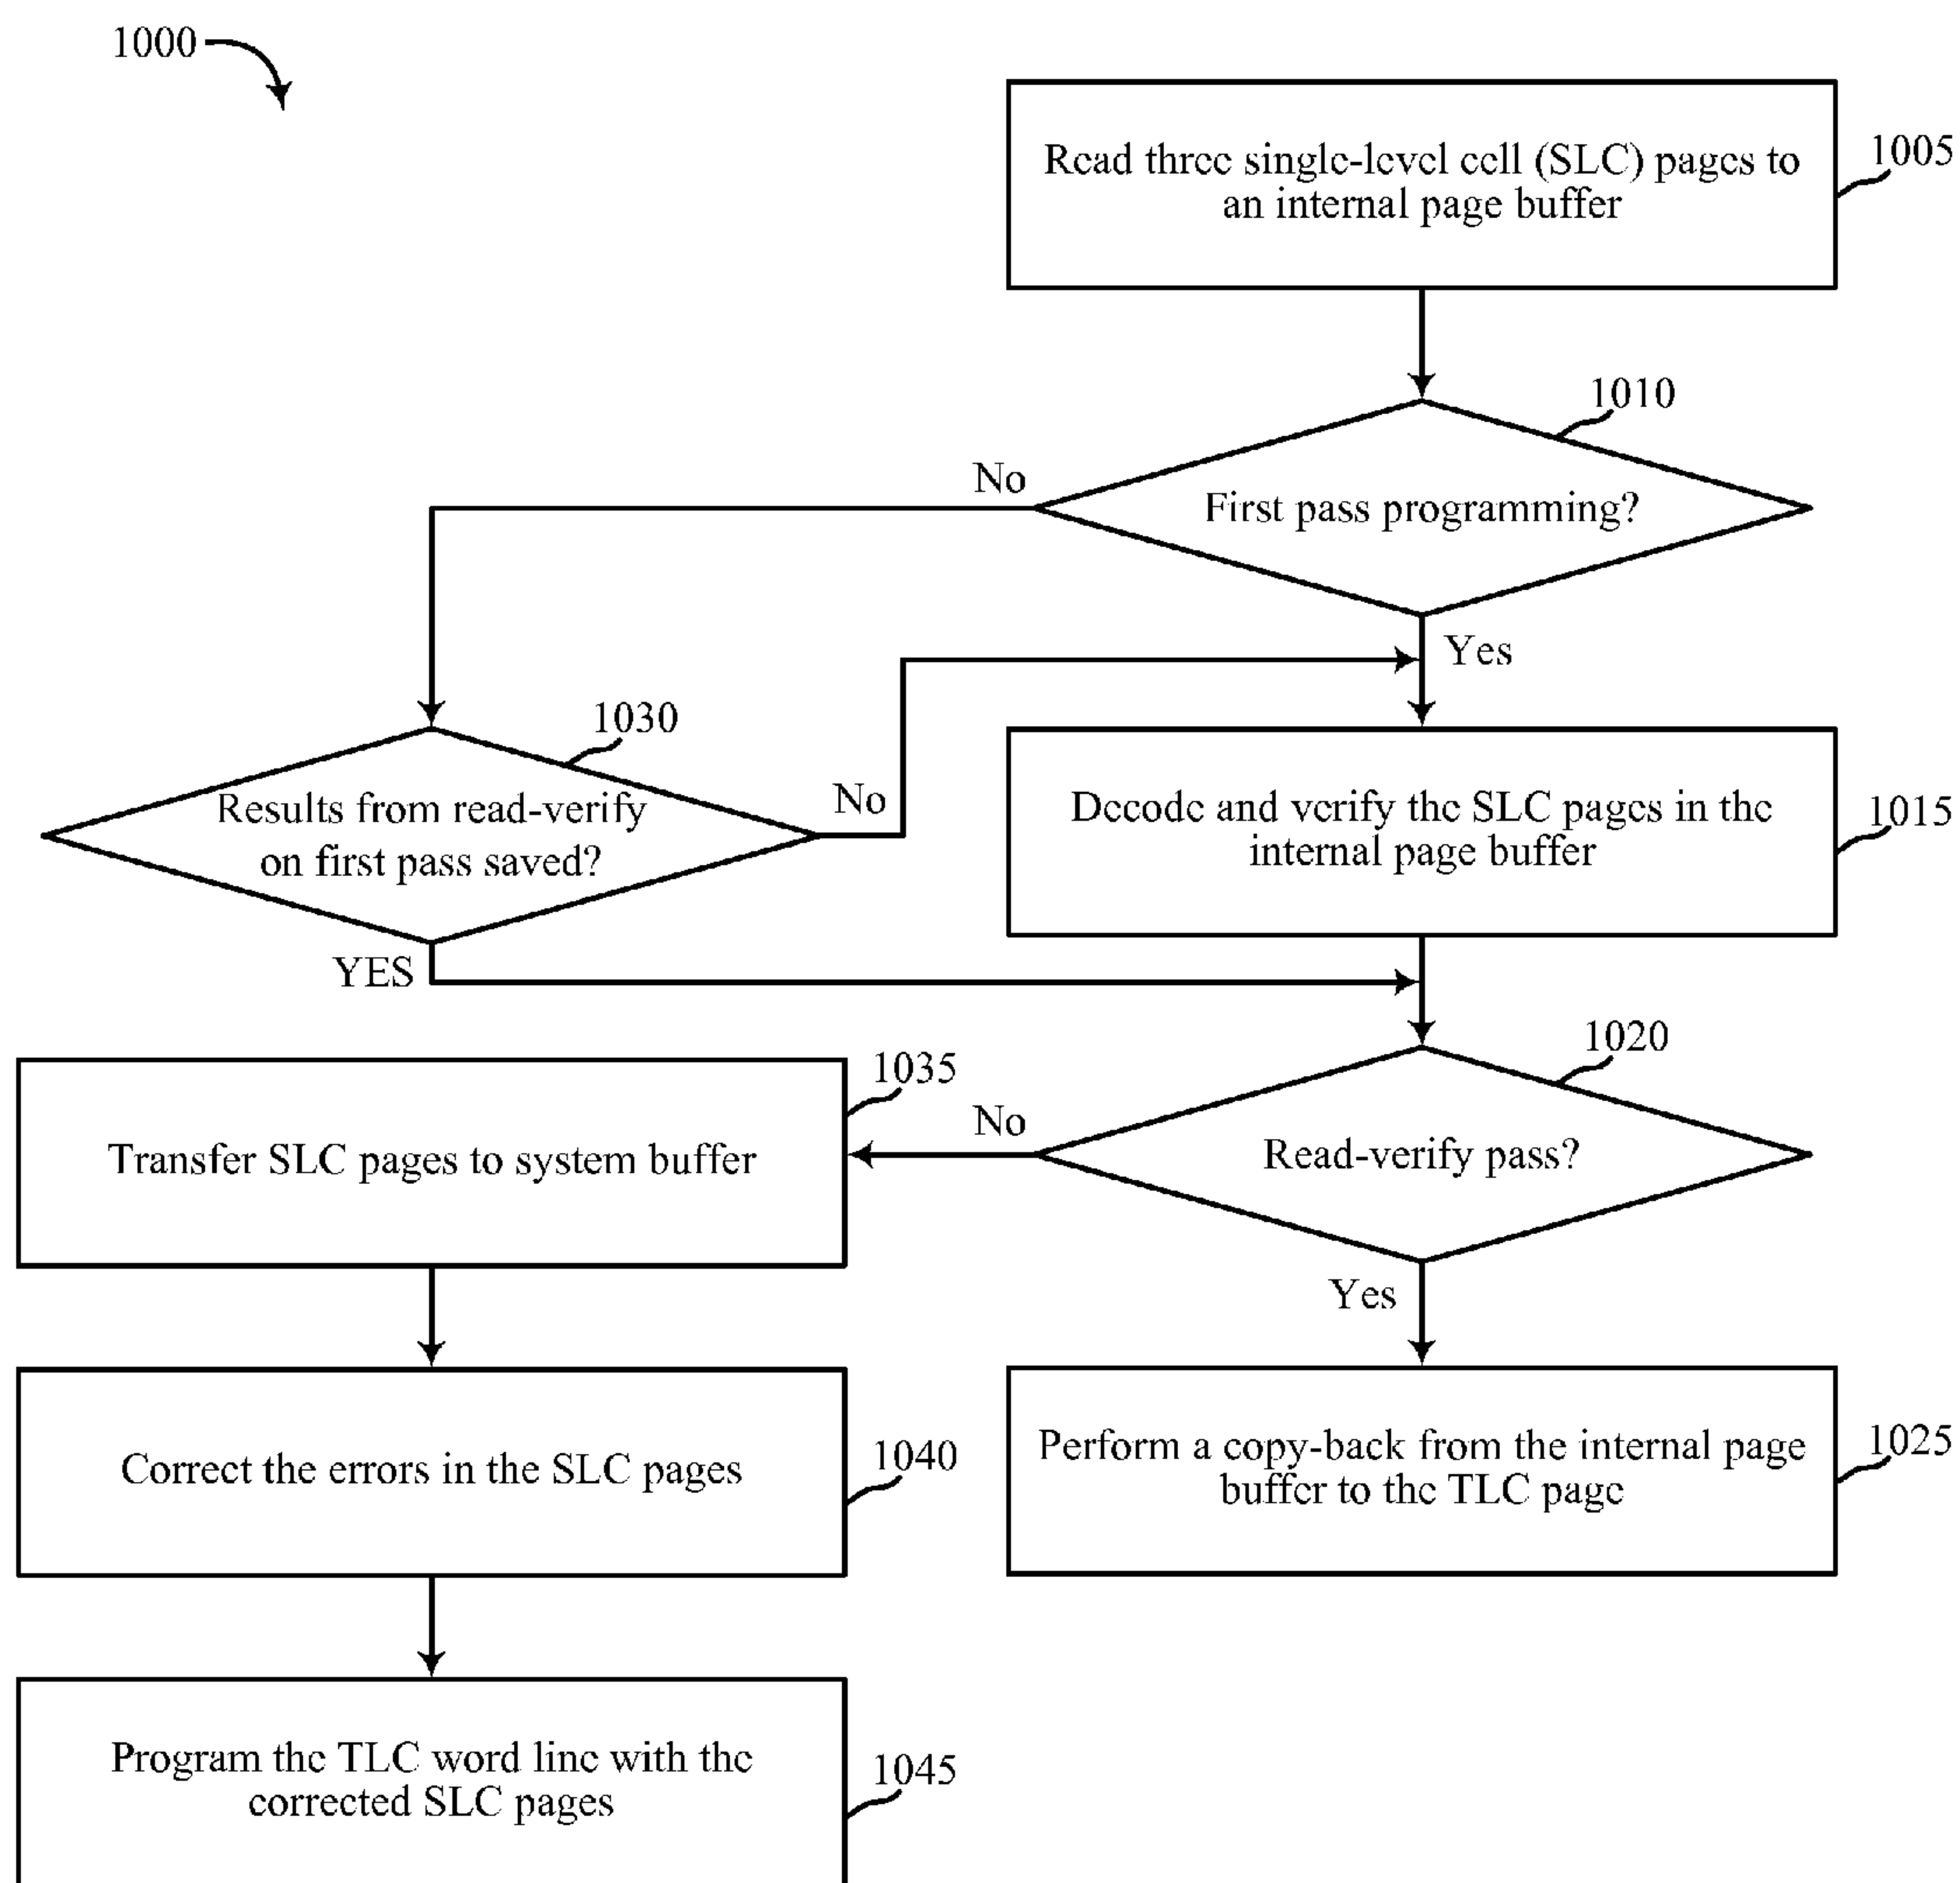 1000
Read three single-level cell (SLC) pages to
an internal page buffer
1005
1010
No
First pass programming?
Yes
1030
Results from read-verify
on first pass saved?
No
Decode and verify the SLC pages in the
internal page buffer
1015
YES
1020
1035
No
Transfer SLC pages to system buffer
Read-verify pass?
Yes
Correct the errors in the SLC pages
1040
Perform a copy-back from the internal page
buffer to the TLC page
1025
Program the TLC word line with the
corrected SLC pages
1045